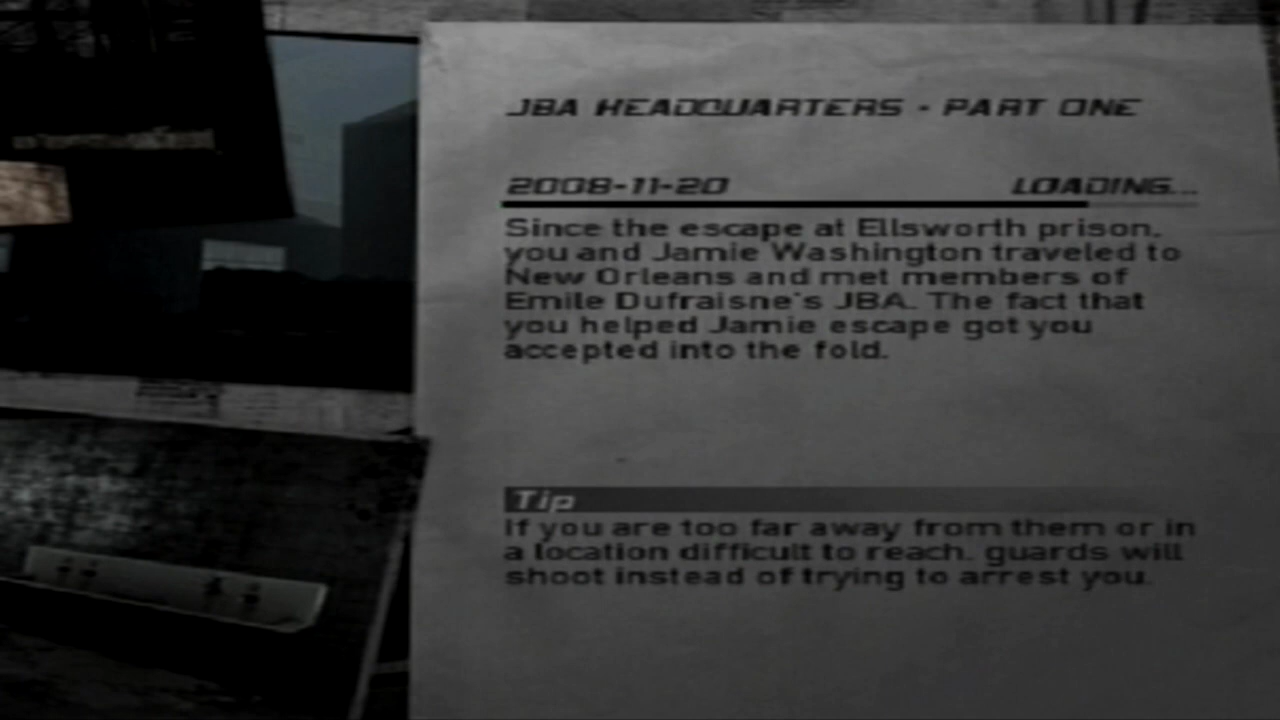 JBA HEADQUARTERS - PART ONE
2008-11-20 LOADING...
Since the escape at Ellsworth prison,
you and Jamie Washington traveled to
New Orleans and met members of
Emile Dufraisne's JBA. The fact that
you helped Jamie escape got you
accepted into the fold.
Tip
If you are too far away from them or in
a location difficult to reach, guards will
shoot instead of trying to arrest you.